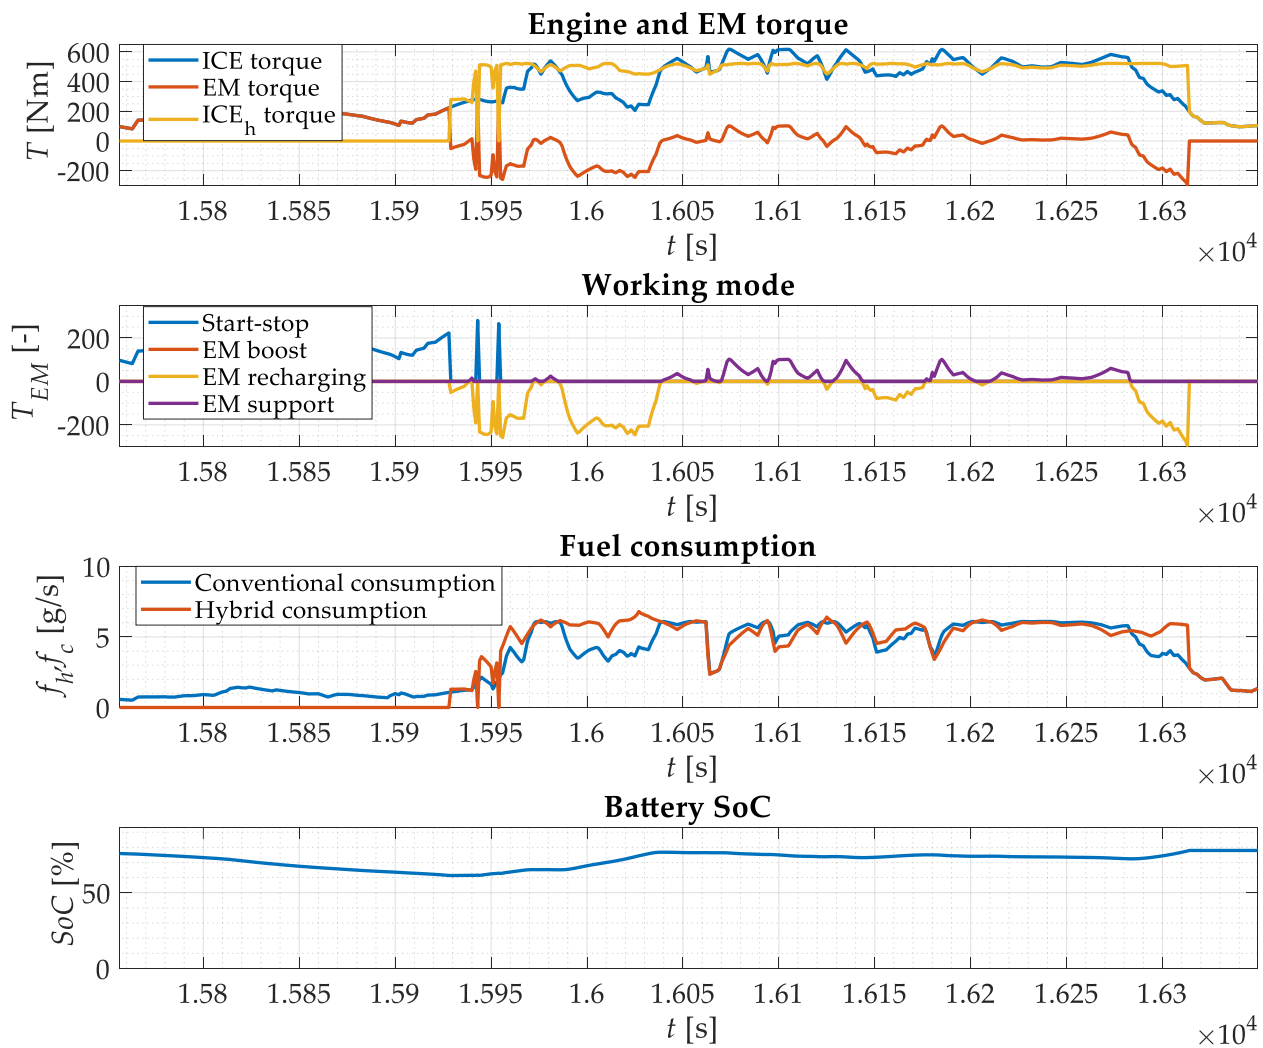 Engine and EM torque
T [Nm]
600
400
200
0
-200
ICE torque
EM torque
ICE_h torque
1.58 1.585 1.59 1.595 1.6 1.605 1.61 1.615 1.62 1.625 1.63
t [s]
×10^4
Working mode
T_EM [-]
200
0
-200
Start-stop
EM boost
EM recharging
EM support
1.58 1.585 1.59 1.595 1.6 1.605 1.61 1.615 1.62 1.625 1.63
t [s]
×10^4
Fuel consumption
f_h,f_c [g/s]
10
5
0
Conventional consumption
Hybrid consumption
1.58 1.585 1.59 1.595 1.6 1.605 1.61 1.615 1.62 1.625 1.63
t [s]
×10^4
Battery SoC
SoC [%]
50
0
1.58 1.585 1.59 1.595 1.6 1.605 1.61 1.615 1.62 1.625 1.63
t [s]
×10^4